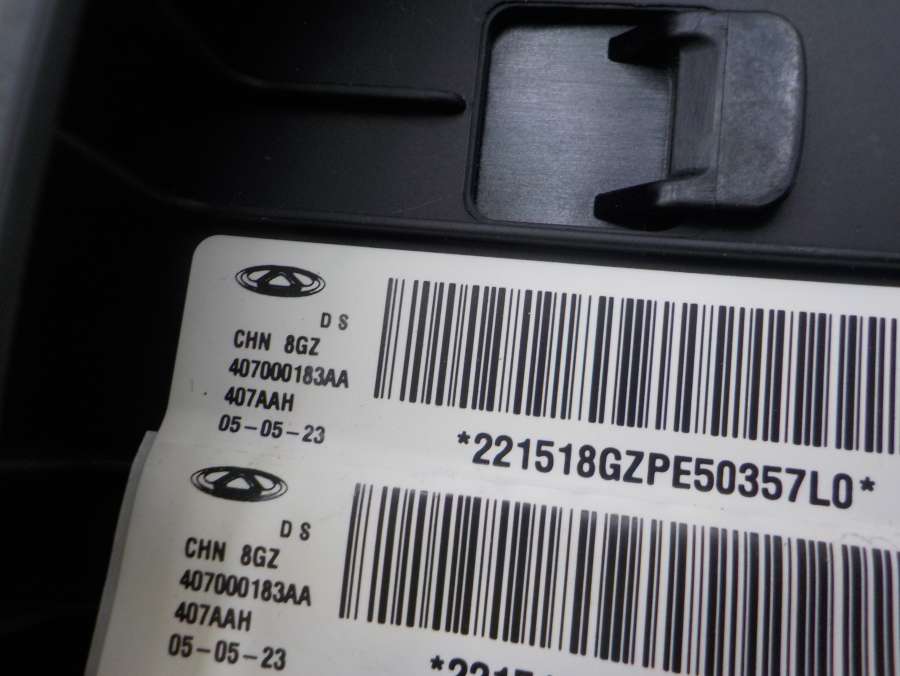 D S
CHN 8GZ
407000183AA
407AAH
05-05-23
*221518GZPE50357L0*
D S
CHN 8GZ
407000183AA
407AAH
05-05-23